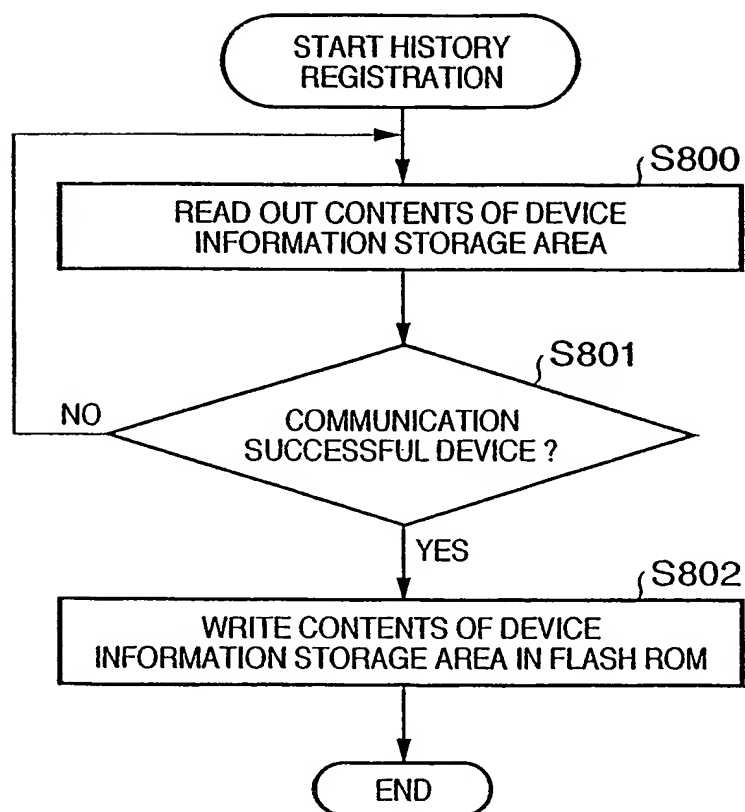 START HISTORY
REGISTRATION
S800
READ OUT CONTENTS OF DEVICE
INFORMATION STORAGE AREA
S801
NO
COMMUNICATION
SUCCESSFUL DEVICE ?
YES
S802
WRITE CONTENTS OF DEVICE
INFORMATION STORAGE AREA IN FLASH ROM
END